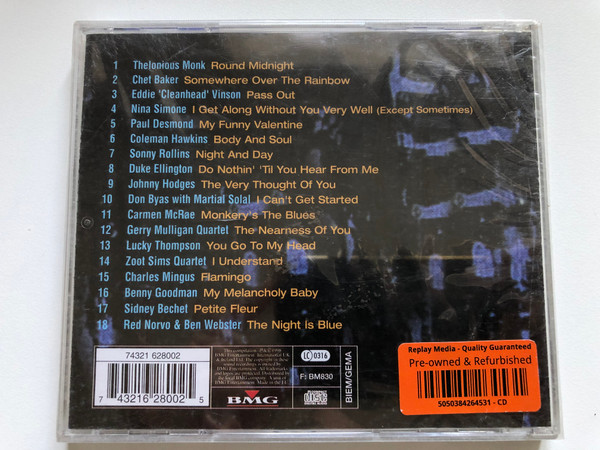 1 Thelonious Monk Round Midnight
2 Chet Baker Somewhere Over The Rainbow
3 Eddie 'Cleanhead' Vinson Pass Out
4 Nina Simone I Get Along Without You Very Well (Except Sometimes)
5 Paul Desmond My Funny Valentine
6 Coleman Hawkins Body And Soul
7 Sonny Rollins Night And Day
8 Duke Ellington Do Nothin' 'Til You Hear From Me
9 Johnny Hodges The Very Thought Of You
10 Don Byas with Martial Solal I Can't Get Started
11 Carmen McRae Monkery's The Blues
12 Gerry Mulligan Quartet The Nearness Of You
13 Lucky Thompson You Go To My Head
14 Zoot Sims Quartet I Understand
15 Charles Mingus Flamingo
16 Benny Goodman My Melancholy Baby
17 Sidney Bechet Petite Fleur
18 Red Norvo & Ben Webster The Night Is Blue
74321 628002
7 43216 28002 5
BMG
LC 0316
F: BM830
BIEM/GEMA
Replay Media - Quality Guaranteed
Pre-owned & Refurbished
5050384264531 - CD